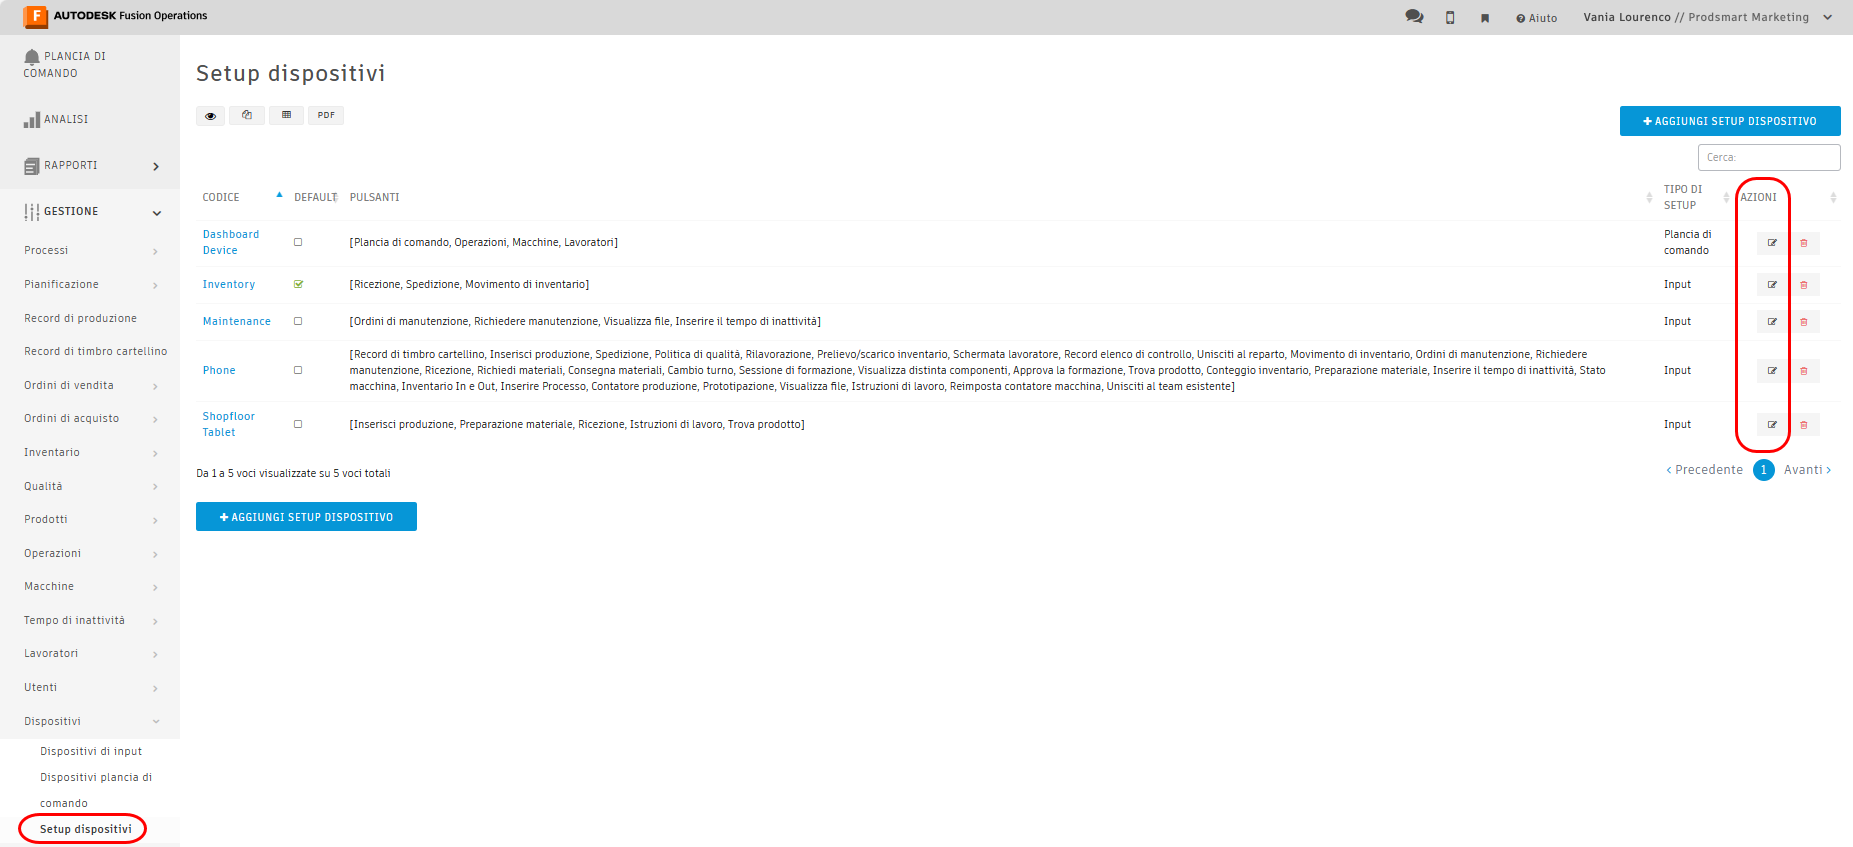 AUTODESK Fusion Operations
Aiuto
Vania Lourenco // Prodsmart Marketing
PLANCIA DI
COMANDO
ANALISI
RAPPORTI
GESTIONE
Processi
Pianificazione
Record di produzione
Record di timbro cartellino
Ordini di vendita
Ordini di acquisto
Inventario
Qualità
Prodotti
Operazioni
Macchine
Tempo di inattività
Lavoratori
Utenti
Dispositivi
Dispositivi di input
Dispositivi plancia di
comando
Setup dispositivi
Setup dispositivi
PDF
+ AGGIUNGI SETUP DISPOSITIVO
Cerca:
CODICE DEFAULT PULSANTI TIPO DI
SETUP AZIONI
Dashboard
Device
[Plancia di comando, Operazioni, Macchine, Lavoratori]
Plancia di
comando
Inventory [Ricezione, Spedizione, Movimento di inventario] Input
Maintenance [Ordini di manutenzione, Richiedere manutenzione, Visualizza file, Inserire il tempo di inattività] Input
Phone
[Record di timbro cartellino, Inserisci produzione, Spedizione, Politica di qualità, Rilavorazione, Prelievo/scarico inventario, Schermata lavoratore, Record elenco di controllo, Unisciti al reparto, Movimento di inventario, Ordini di manutenzione, Richiedere
manutenzione, Ricezione, Richiedi materiali, Consegna materiali, Cambio turno, Sessione di formazione, Visualizza distinta componenti, Approva la formazione, Trova prodotto, Conteggio inventario, Preparazione materiale, Inserire il tempo di inattività, Stato
macchina, Inventario In e Out, Inserire Processo, Contatore produzione, Prototipazione, Visualizza file, Istruzioni di lavoro, Reimposta contatore macchina, Unisciti al team esistente]
Input
Shopfloor
Tablet
[Inserisci produzione, Preparazione materiale, Ricezione, Istruzioni di lavoro, Trova prodotto]
Input
Da 1 a 5 voci visualizzate su 5 voci totali
< Precedente 1 Avanti >
+ AGGIUNGI SETUP DISPOSITIVO